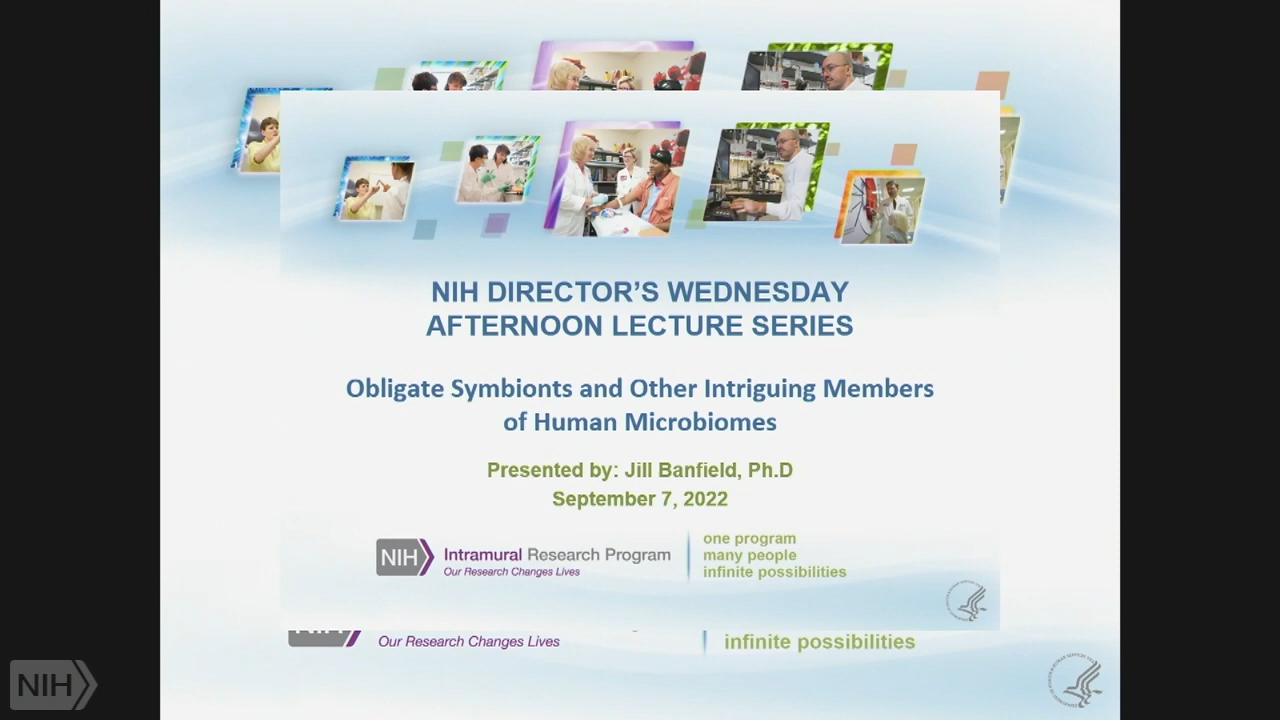 NIH DIRECTOR’S WEDNESDAY
AFTERNOON LECTURE SERIES
Obligate Symbionts and Other Intriguing Members
of Human Microbiomes
Presented by: Jill Banfield, Ph.D
September 7, 2022
NIH
Intramural Research Program
Our Research Changes Lives
one program
many people
infinite possibilities
Our Research Changes Lives
infinite possibilities
NIH